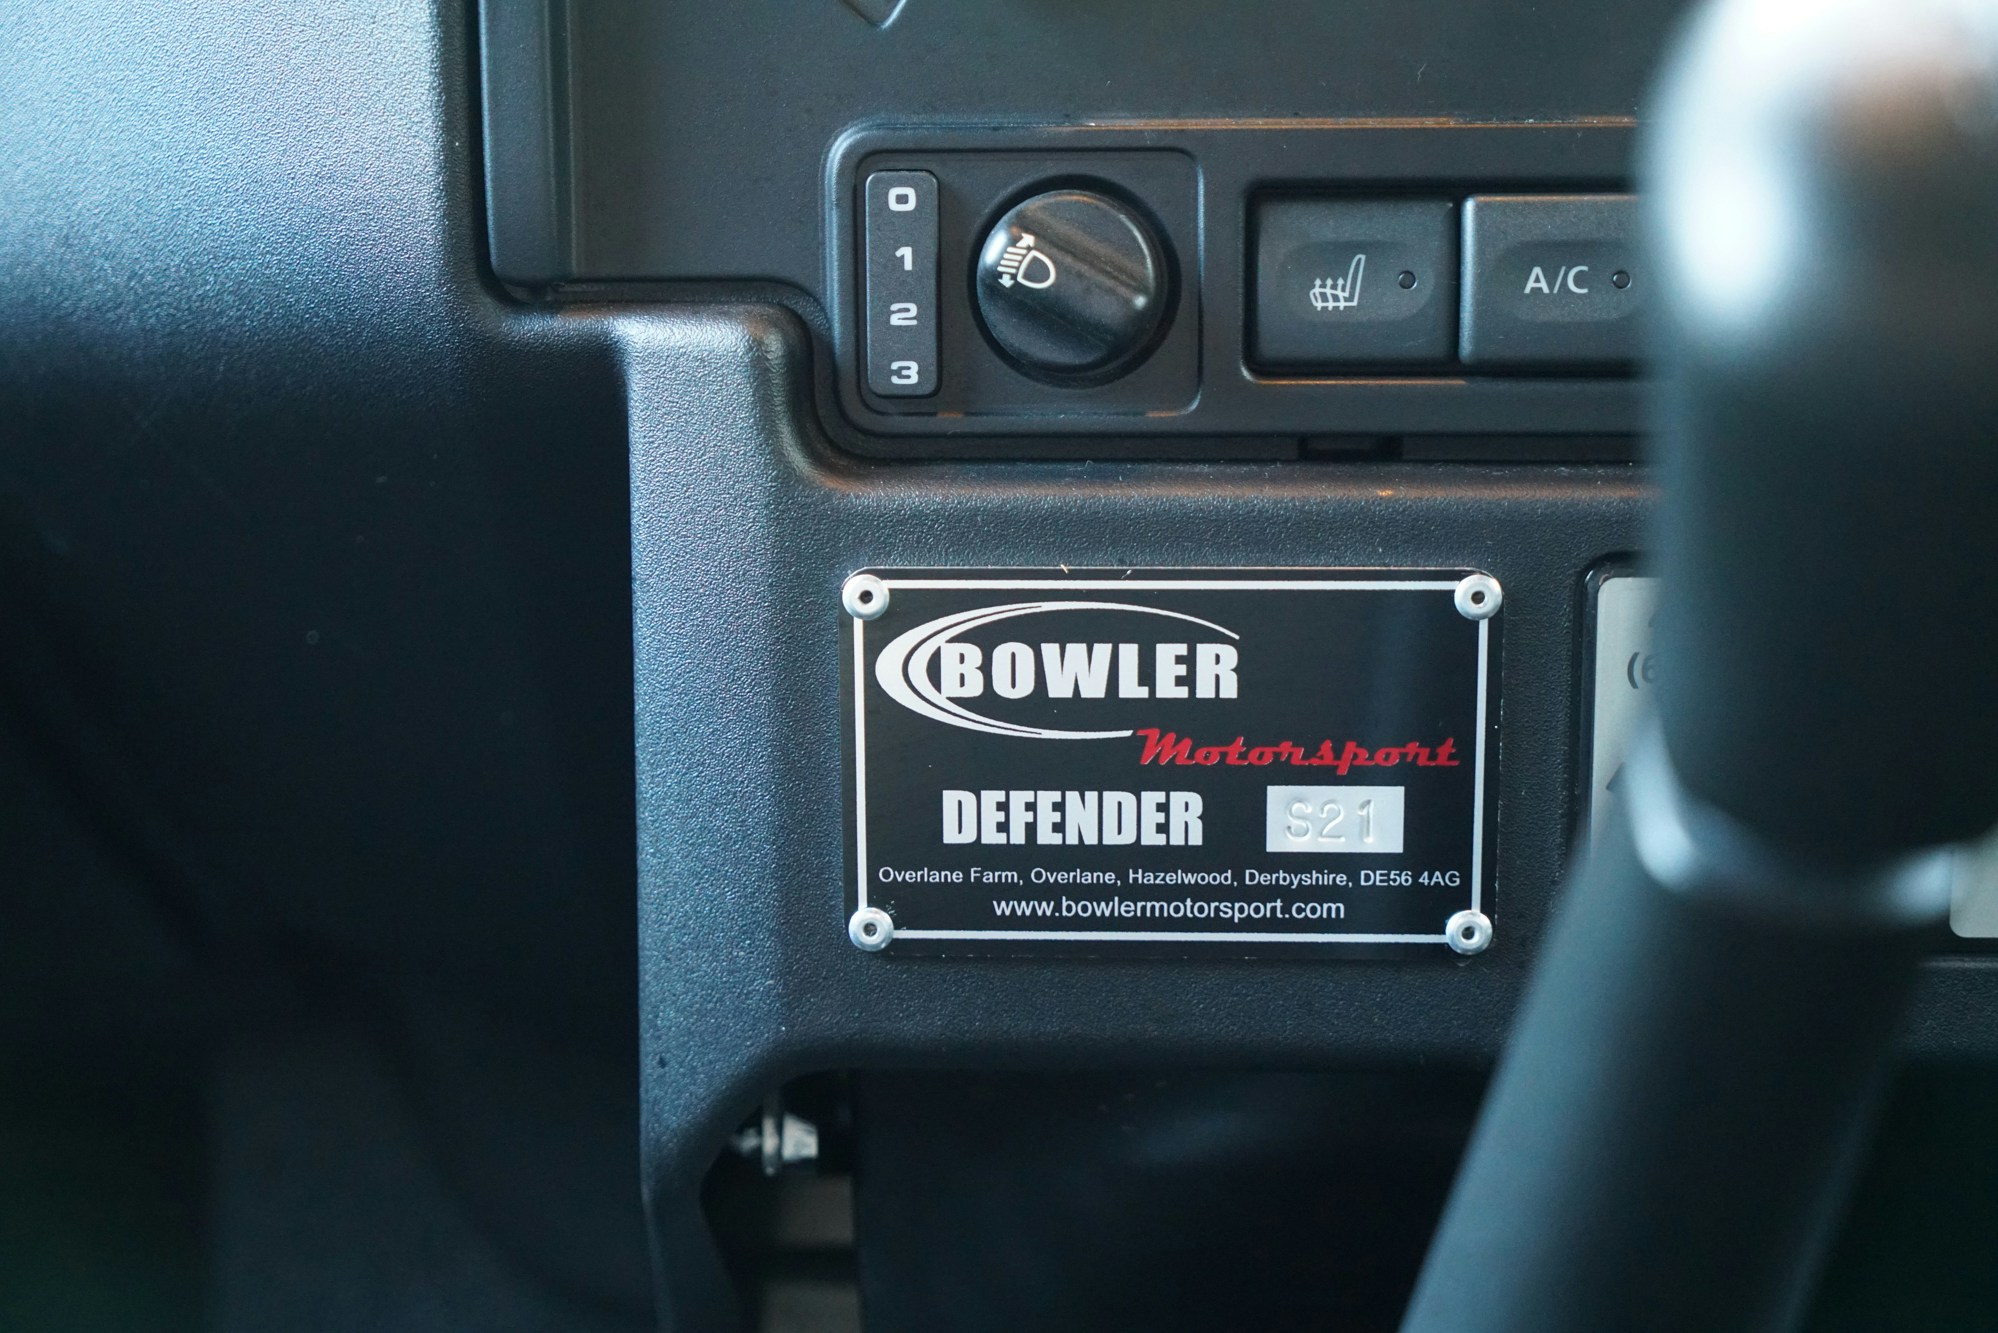 0
1
2
3
A/C
BOWLER
Motorsport
DEFENDER S21
Overlane Farm, Overlane, Hazelwood, Derbyshire, DE56 4AG
www.bowlermotorsport.com